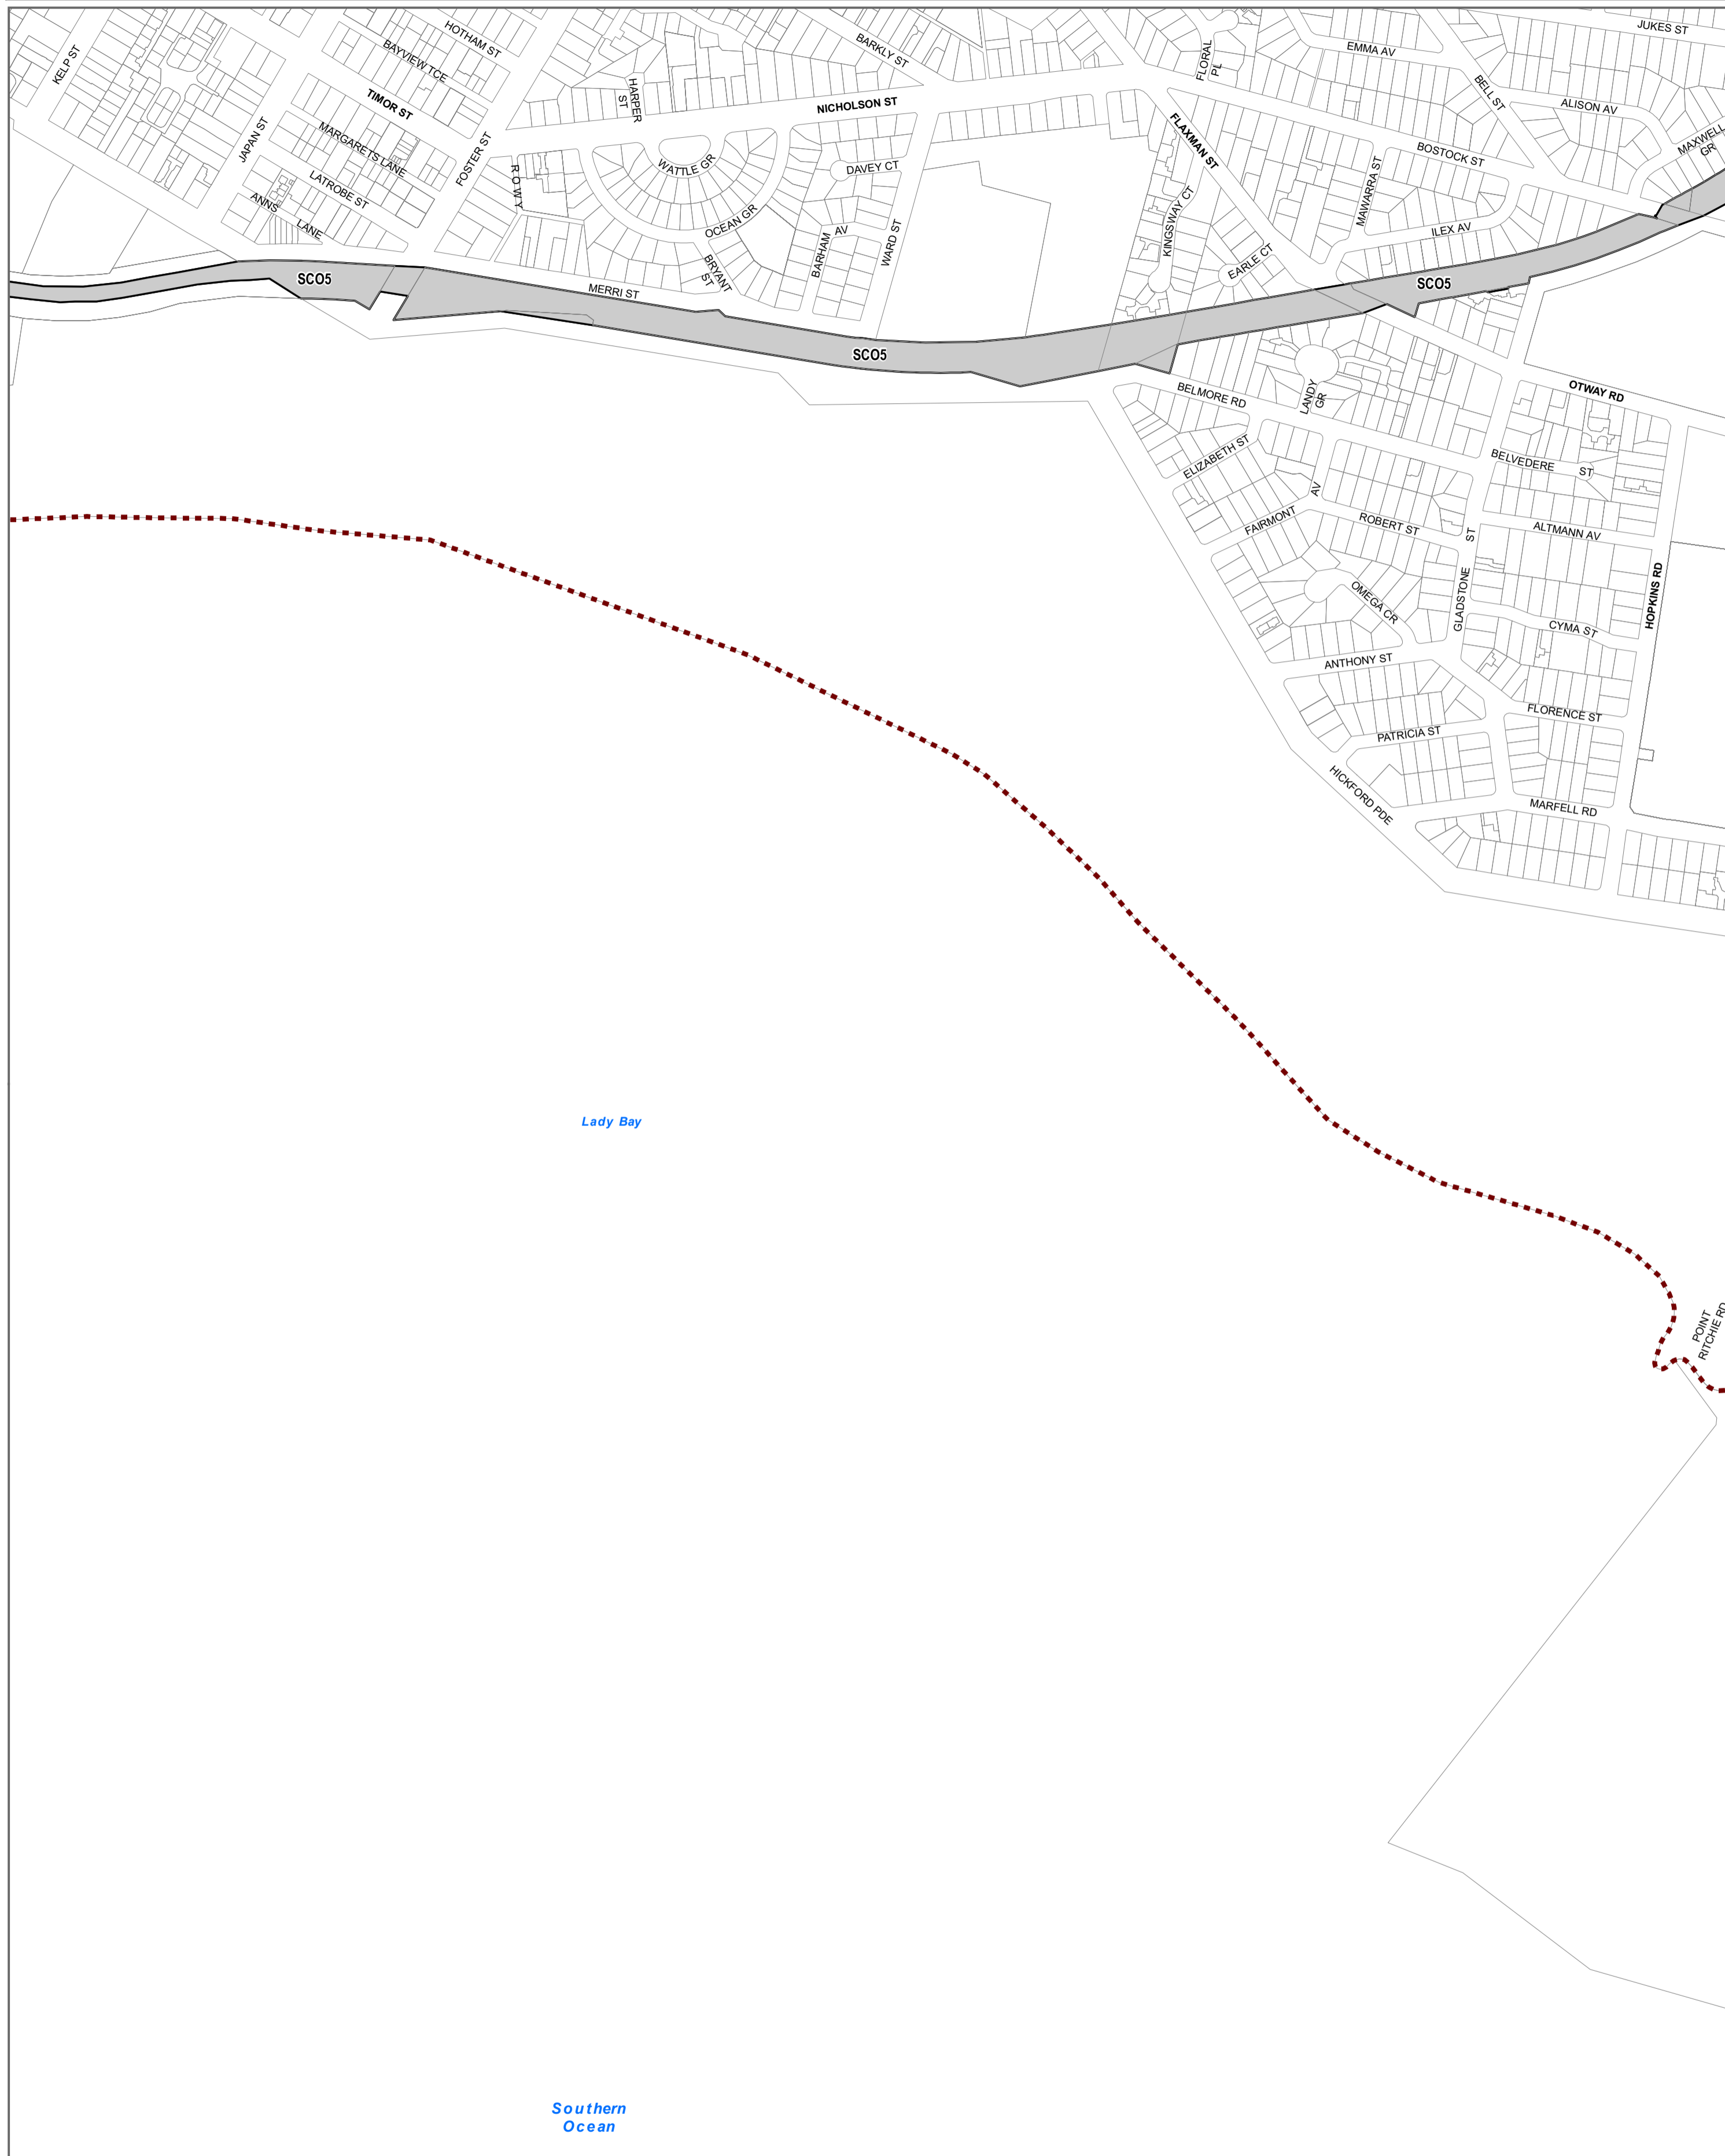 JUKES ST
HOTHAM ST
BARKLY ST
EMMA AV
KELP ST
BAYVIEW TCE
FLORAL
PL
BELL ST
HARPER
ST
NICHOLSON ST
TIMOR ST
ALISON AV
JAPAN ST
MARGARETS LANE
FOSTER ST
FLAXMAN ST
MAXWELL
GR
BOSTOCK ST
WATTLE GR
DAVEY CT
ROWY
LATROBE ST
MAWARRA ST
ANNS
LANE
OCEAN GR
KINGSWAY CT
ILEX AV
BARHAM
AV
WARD ST
EARLE CT
BRYANT
ST
SCO5
SCO5
MERRI ST
SCO5
BELMORE RD
LANDY
GR
OTWAY RD
ELIZABETH ST
BELVEDERE
ST
AV
FAIRMONT
ROBERT ST
ST
ALTMANN AV
GLADSTONE
OMEGA CR
HOPKINS RD
CYMA ST
ANTHONY ST
FLORENCE ST
PATRICIA ST
HICKFORD PDE
MARFELL RD
Lady Bay
POINT
RITCHIE RD
Southern
Ocean